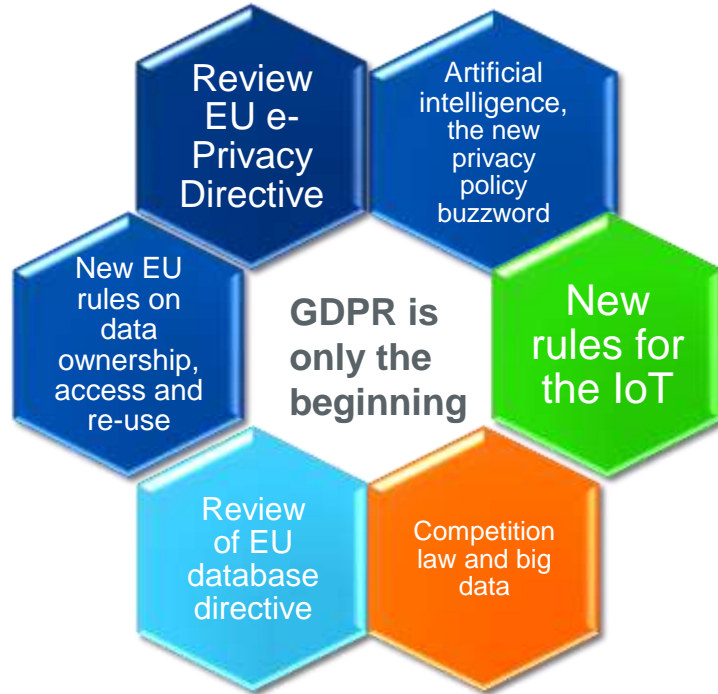 Review
EU e-
Privacy
Directive
Artificial
intelligence,
the new
privacy
policy
buzzword
New EU
rules on
data
ownership,
access and
re-use
GDPR is
only the
beginning
New
rules for
the IoT
Review
of EU
database
directive
Competition
law and big
data